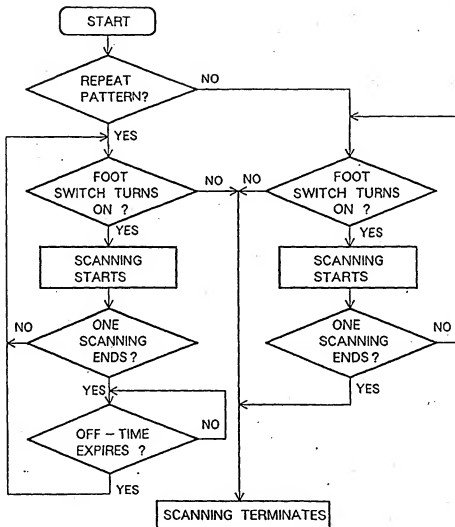 START
REPEAT
PATTERN?
NO
YES
FOOT
SWITCH TURNS
ON ?
NO
YES
SCANNING
STARTS
ONE
SCANNING
ENDS?
NO
YES
OFF-TIME
EXPIRES ?
NO
YES
NO
FOOT
SWITCH TURNS
ON ?
YES
SCANNING
STARTS
ONE
SCANNING
ENDS?
NO
YES
SCANNING TERMINATES